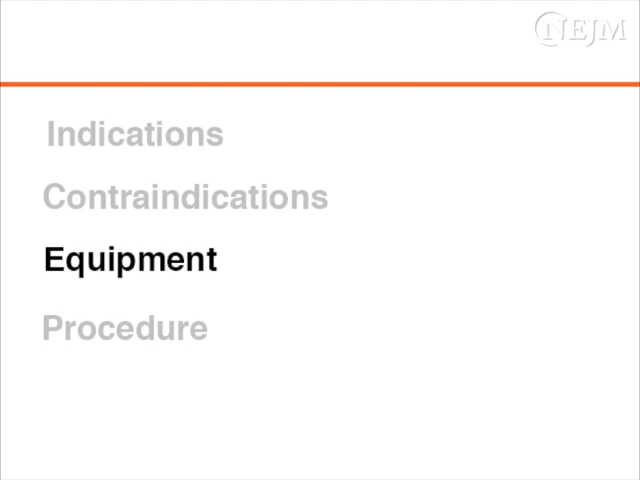 NEJM
Indications
Contraindications
Equipment
Procedure